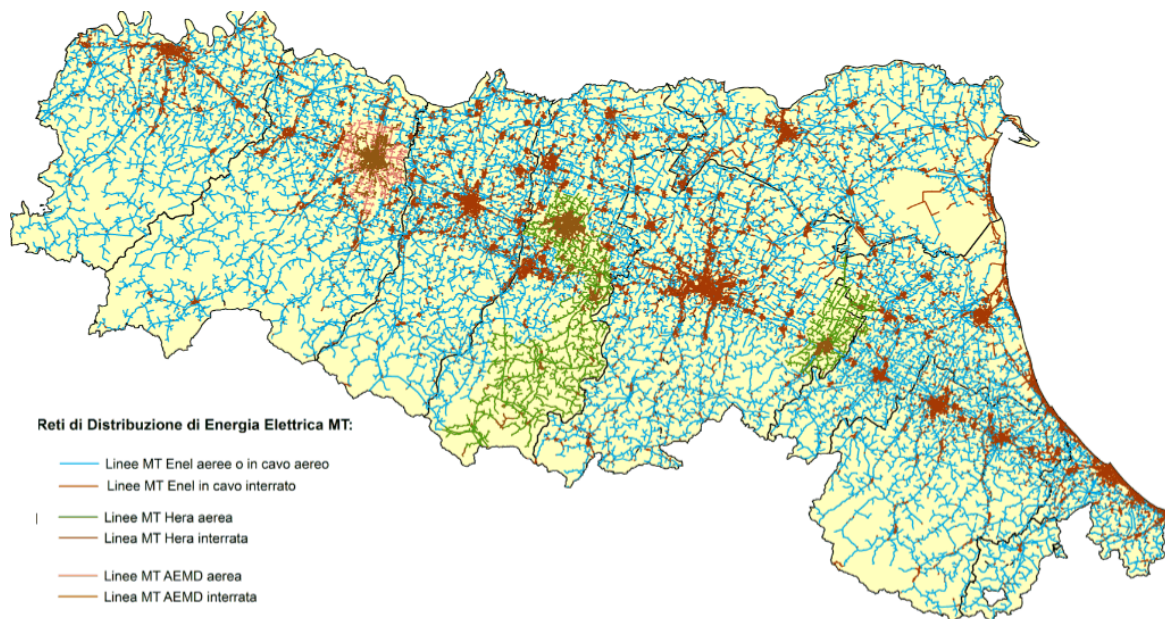 Reti di Distribuzione di Energia Elettrica MT:
Linee MT Enel aeree o in cavo aereo
Linee MT Enel in cavo interrato
Linee MT Hera aerea
Linea MT Hera interrata
Linee MT AEMD aerea
Linea MT AEMD interrata